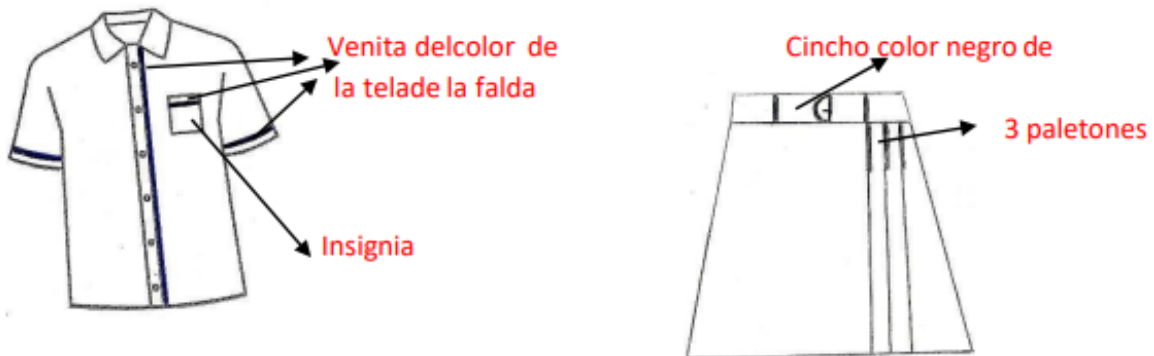 Venita delcolor de
la telade la falda
Insignia
Cincho color negro de
3 paletones